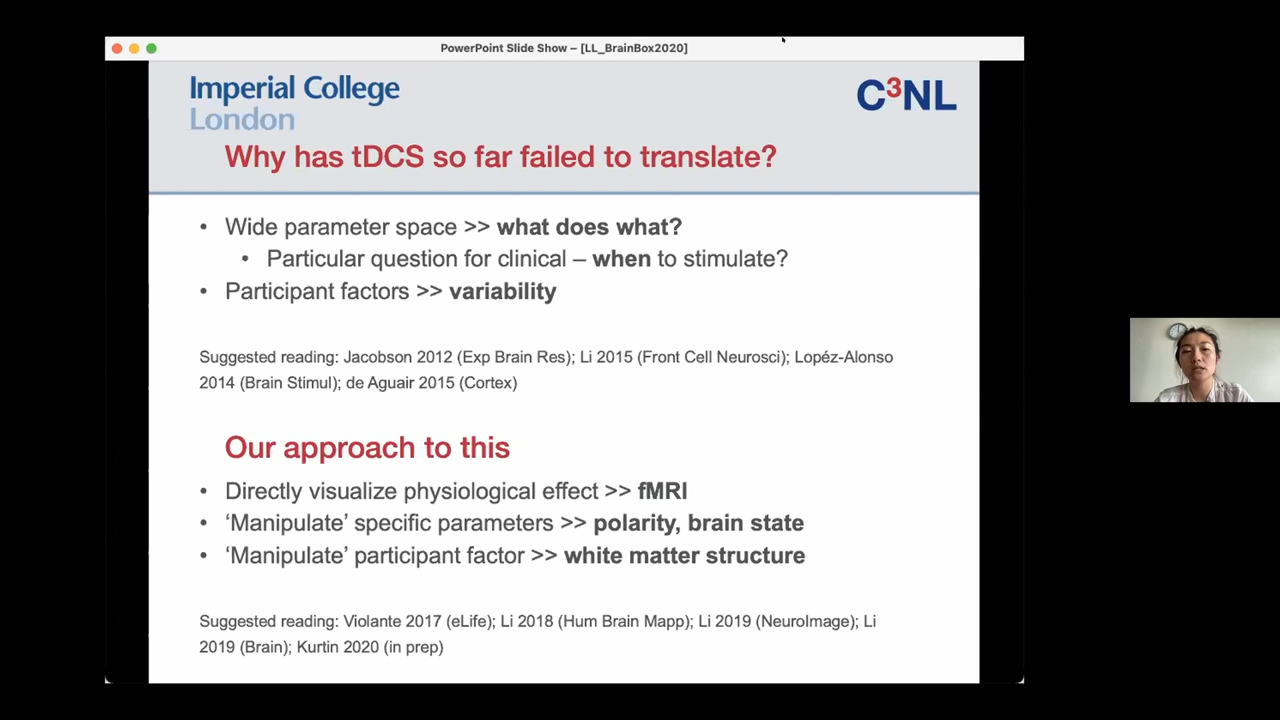 PowerPoint Slide Show – [LL_BrainBox2020]
Imperial College
London
C³NL
Why has tDCS so far failed to translate?
• Wide parameter space >> what does what?
• Particular question for clinical – when to stimulate?
• Participant factors >> variability
Suggested reading: Jacobson 2012 (Exp Brain Res); Li 2015 (Front Cell Neurosci); Lopéz-Alonso
2014 (Brain Stimul); de Aguair 2015 (Cortex)
Our approach to this
• Directly visualize physiological effect >> fMRI
• ‘Manipulate’ specific parameters >> polarity, brain state
• ‘Manipulate’ participant factor >> white matter structure
Suggested reading: Violante 2017 (eLife); Li 2018 (Hum Brain Mapp); Li 2019 (NeuroImage); Li
2019 (Brain); Kurtin 2020 (in prep)